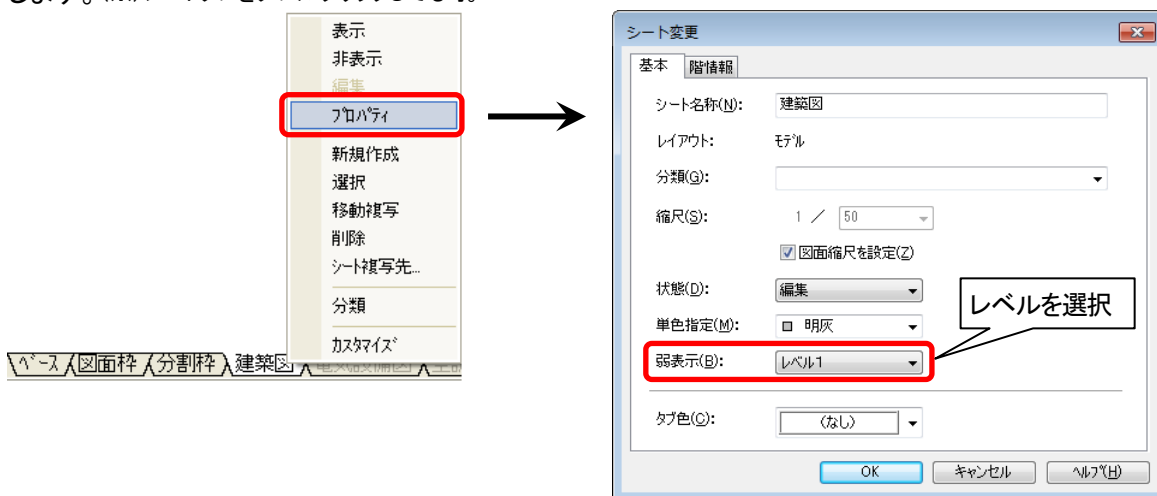 表示
非表示
編集
プロパティ
新規作成
選択
移動複写
削除
シート複写先...
分類
カスタマイズ
ベース
図面枠
分割枠
建築図
シート変更
基本
階情報
シート名称(N): 建築図
レイアウト: モデル
分類(G):
縮尺(S): 1 / 50
図面縮尺を設定(Z)
状態(D): 編集
単色指定(M): 明灰
弱表示(B): レベル1
レベルを選択
タブ色(C): (なし)
OK
キャンセル
ヘルプ(H)